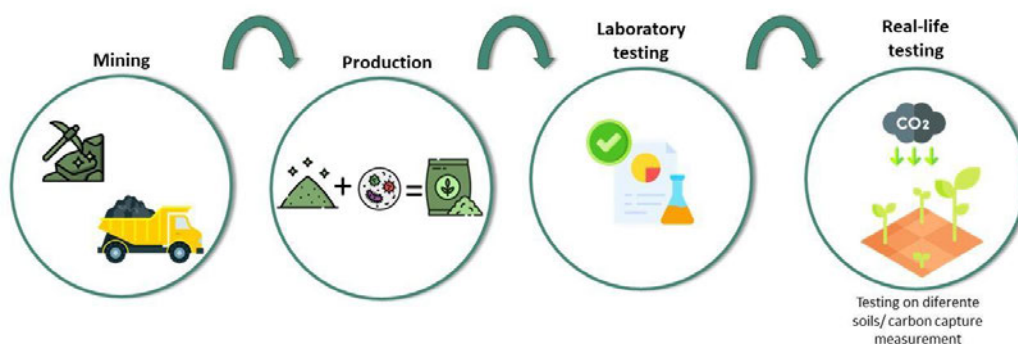 Mining
Production
Laboratory
testing
Real-life
testing
CO2
Testing on diferente
soils/ carbon capture
measurement